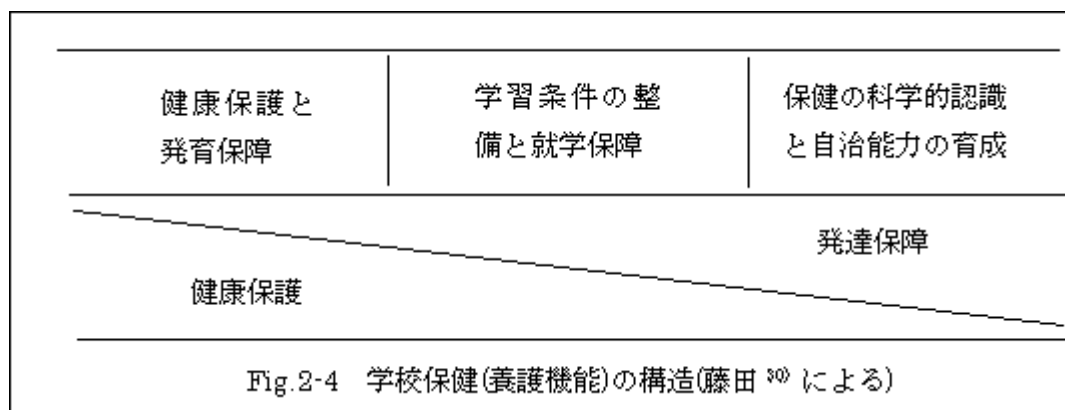 健康保護と
発育保障
学習条件の整
備と就学保障
保健の科学的認識
と自治能力の育成
発達保障
健康保護
Fig.2-4 学校保健(養護機能)の構造(藤田³⁰⁾による)